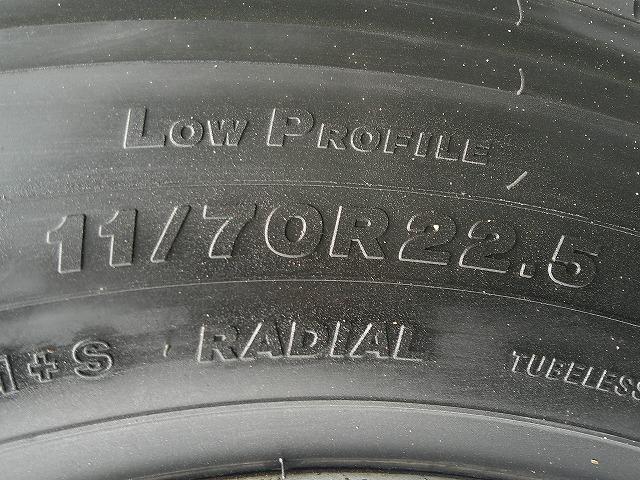 LOW PROFILE
11/70R22.5
M+S RADIAL TUBELESS